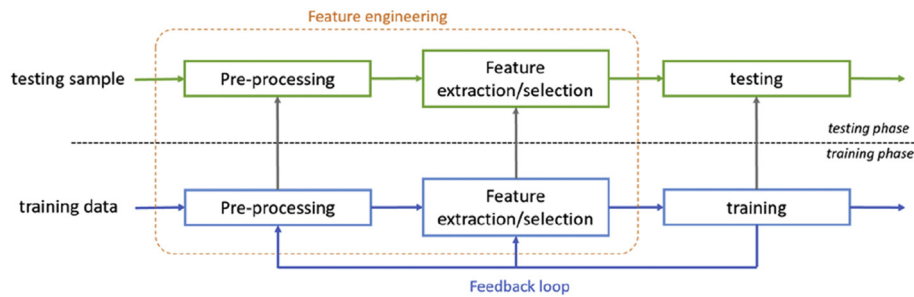 Feature engineering
testing sample
Pre-processing
Feature
extraction/selection
testing
testing phase
training phase
training data
Pre-processing
Feature
extraction/selection
training
Feedback loop